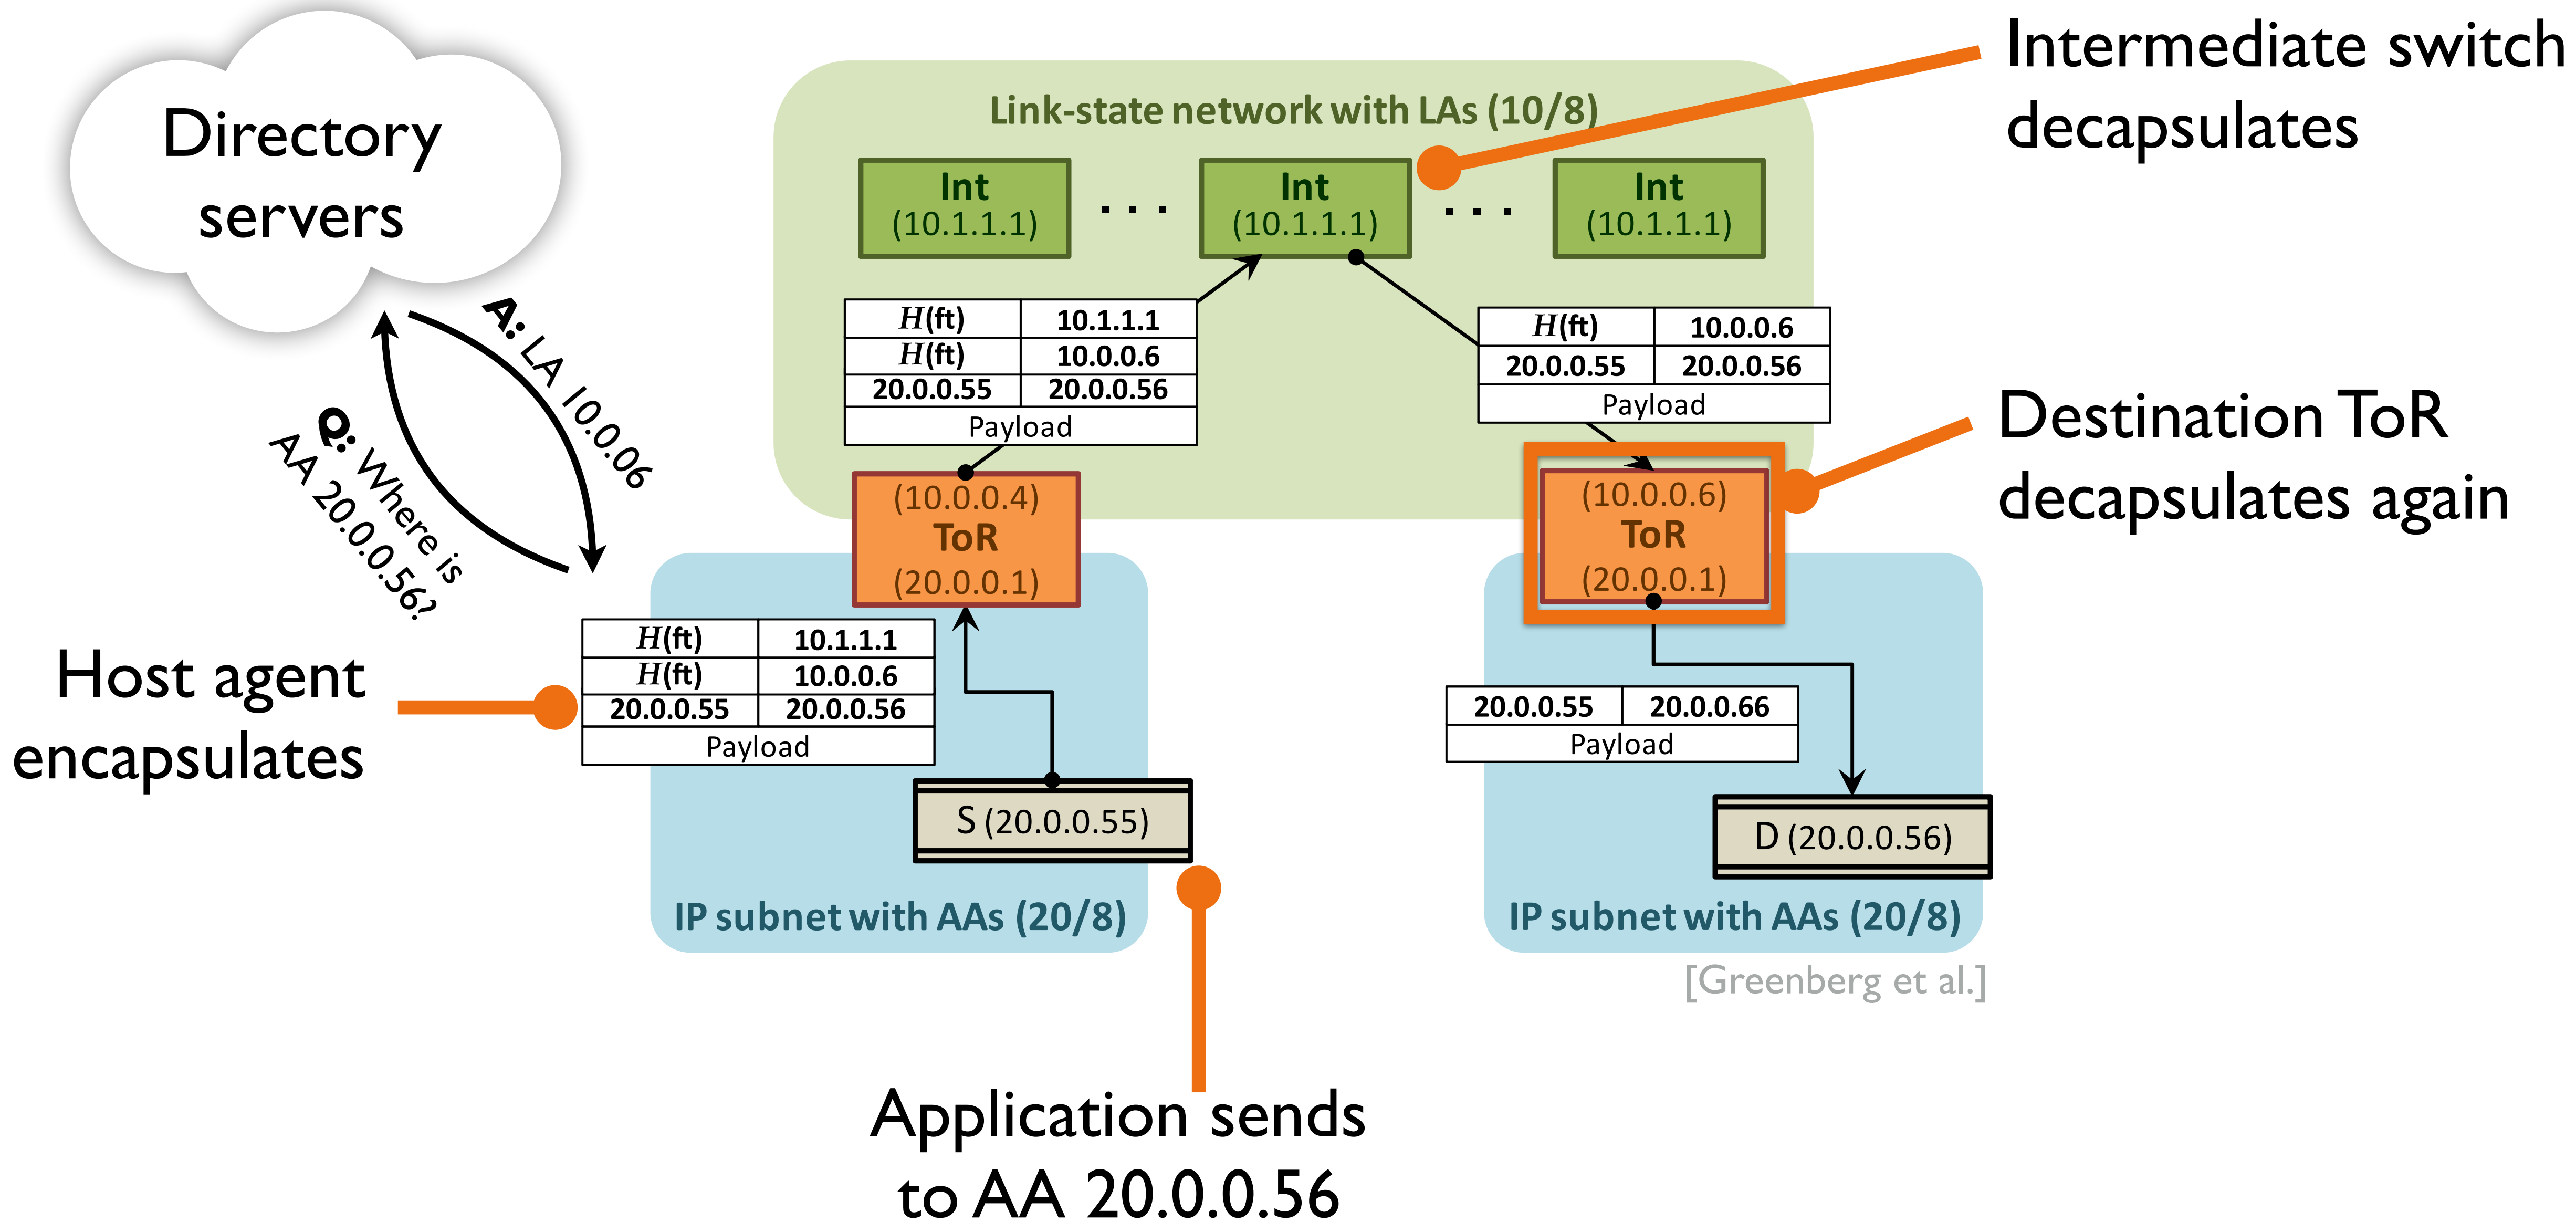 Directory
servers
A: LA 10.0.06
Q: Where is
AA 20.0.0.56?
Host agent
encapsulates
Link-state network with LAs (10/8)
Int
(10.1.1.1)
. . .
Int
(10.1.1.1)
. . .
Int
(10.1.1.1)
H(ft) 10.1.1.1
H(ft) 10.0.0.6
20.0.0.55 20.0.0.56
Payload
H(ft) 10.0.0.6
20.0.0.55 20.0.0.56
Payload
(10.0.0.4)
ToR
(20.0.0.1)
(10.0.0.6)
ToR
(20.0.0.1)
H(ft) 10.1.1.1
H(ft) 10.0.0.6
20.0.0.55 20.0.0.56
Payload
20.0.0.55 20.0.0.66
Payload
S (20.0.0.55)
D (20.0.0.56)
IP subnet with AAs (20/8)
IP subnet with AAs (20/8)
[Greenberg et al.]
Intermediate switch
decapsulates
Destination ToR
decapsulates again
Application sends
to AA 20.0.0.56